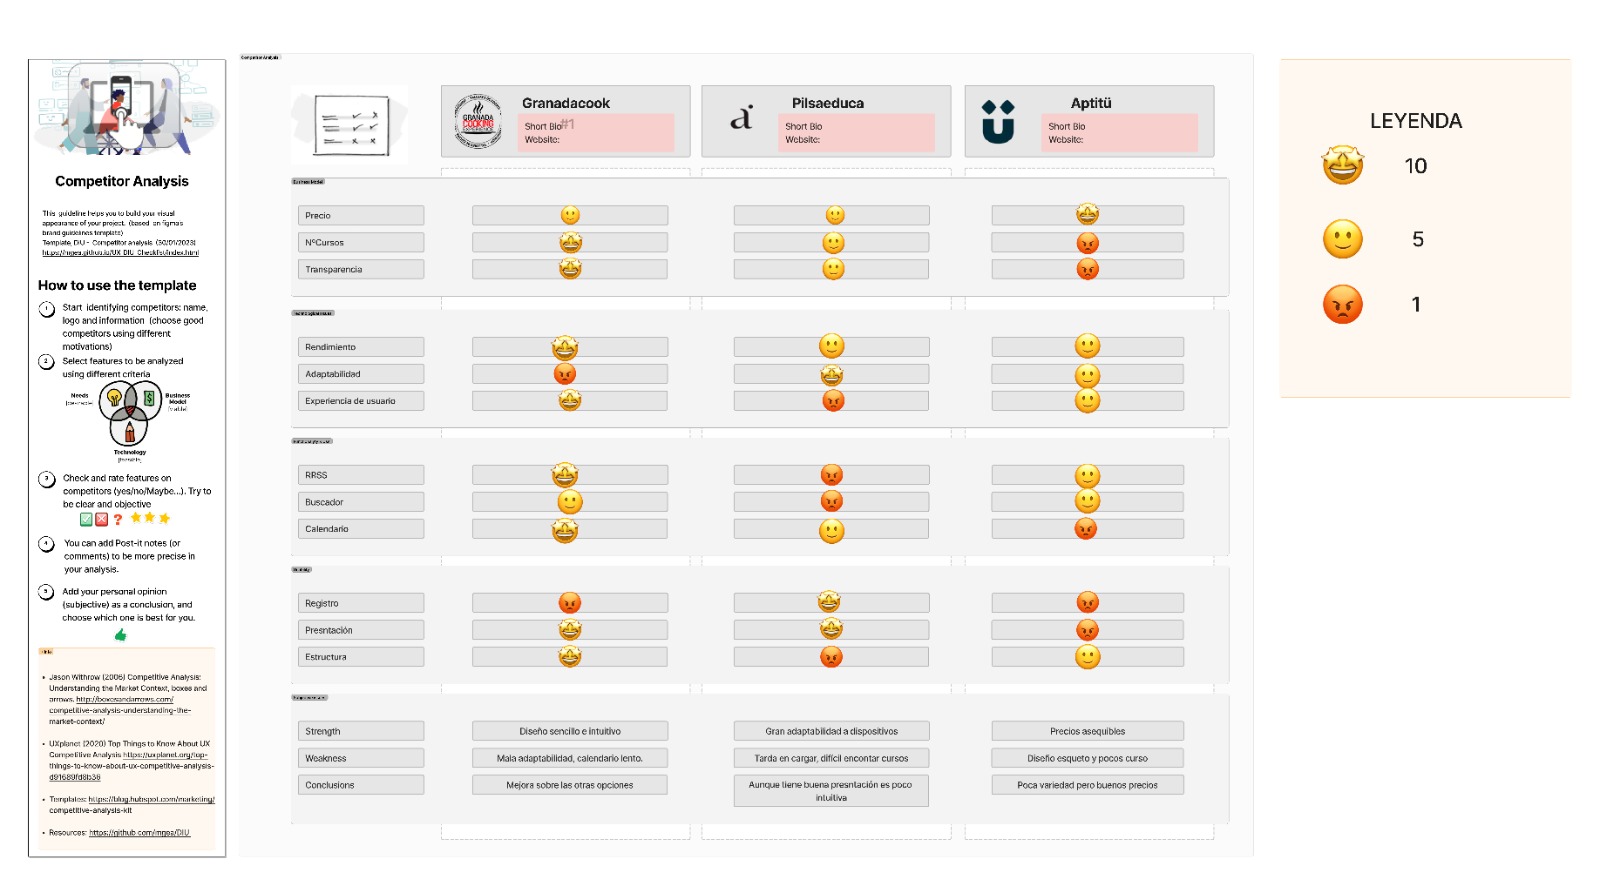 Competitor Analysis
This guideline helps you to build your visual
appearance of your project. (based on figmas
brand guidelines template)
Template, DIU - Competitor analysis (30/01/2023)
https://mgea.github.io/UX-DIU-Checklist/index.html
How to use the template
1
Start identifying competitors: name,
logo and information (choose good
competitors using different
motivations)
2
Select features to be analyzed
using different criteria
Needs
Business
Model
Technology
3
Check and rate features on
competitors (yes/no/Maybe...). Try to
be clear and objective
4
You can add Post-it notes (or
comments) to be more precise in
your analysis.
5
Add your personal opinion
(subjective) as a conclusion, and
choose which one is best for you.
• Jason Withrow (2006) Competitive Analysis:
Understanding the Market Context, boxes and
arrows, http://boxesandarrows.com/
competitive-analysis-understanding-the-
market-context/
• UXplanet (2020) Top Things to Know About UX
Competitive Analysis https://uxplanet.org/top-
things-to-know-about-ux-competitive-analysis-
d91689fd8b36
• Templates: https://blog.hubspot.com/marketing/
competitive-analysis-kit
• Resources: https://github.com/mgea/DIU
Competitor Analysis
GRANADA
COOKING
EXPERIENCE
Granadacook
Short Bio#1
Website:
ai
Pilsaeduca
Short Bio
Website:
Aptitü
Short Bio
Website:
Business Model
Precio
NºCursos
Transparencia
Rendimiento
Adaptabilidad
Experiencia de usuario
RRSS
Buscador
Calendario
Registro
Presntación
Estructura
Strength
Diseño sencillo e intuitivo
Gran adaptabilidad a dispositivos
Precios asequibles
Weakness
Mala adaptabilidad, calendario lento.
Tarda en cargar, difícil encontar cursos
Diseño esqueto y pocos curso
Conclusions
Mejora sobre las otras opciones
Aunque tiene buena presntación es poco
intuitiva
Poca variedad pero buenos precios
LEYENDA
10
5
1